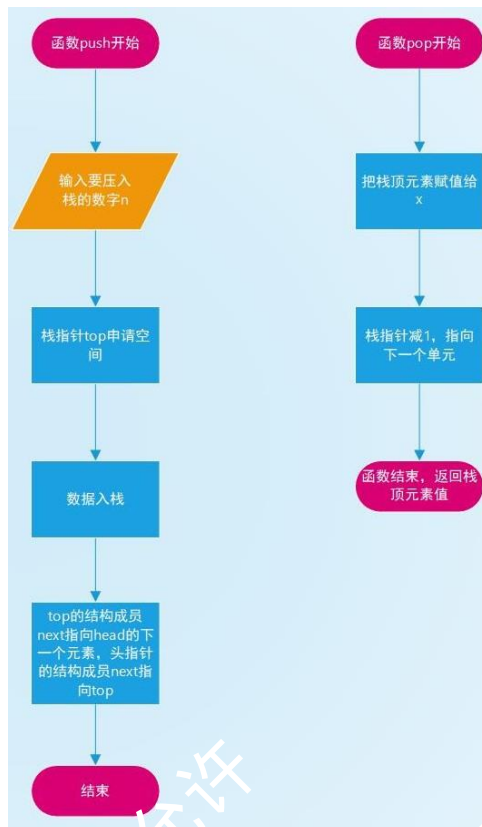 函数push开始
输入要压入
栈的数字n
栈指针top申请空
间
数据入栈
top的结构成员
next指向head的下
一个元素，头指针
的结构成员next指
向top
结束
函数pop开始
把栈顶元素赋值给
x
栈指针减1，指向
下一个单元
函数结束，返回栈
顶元素值
允许